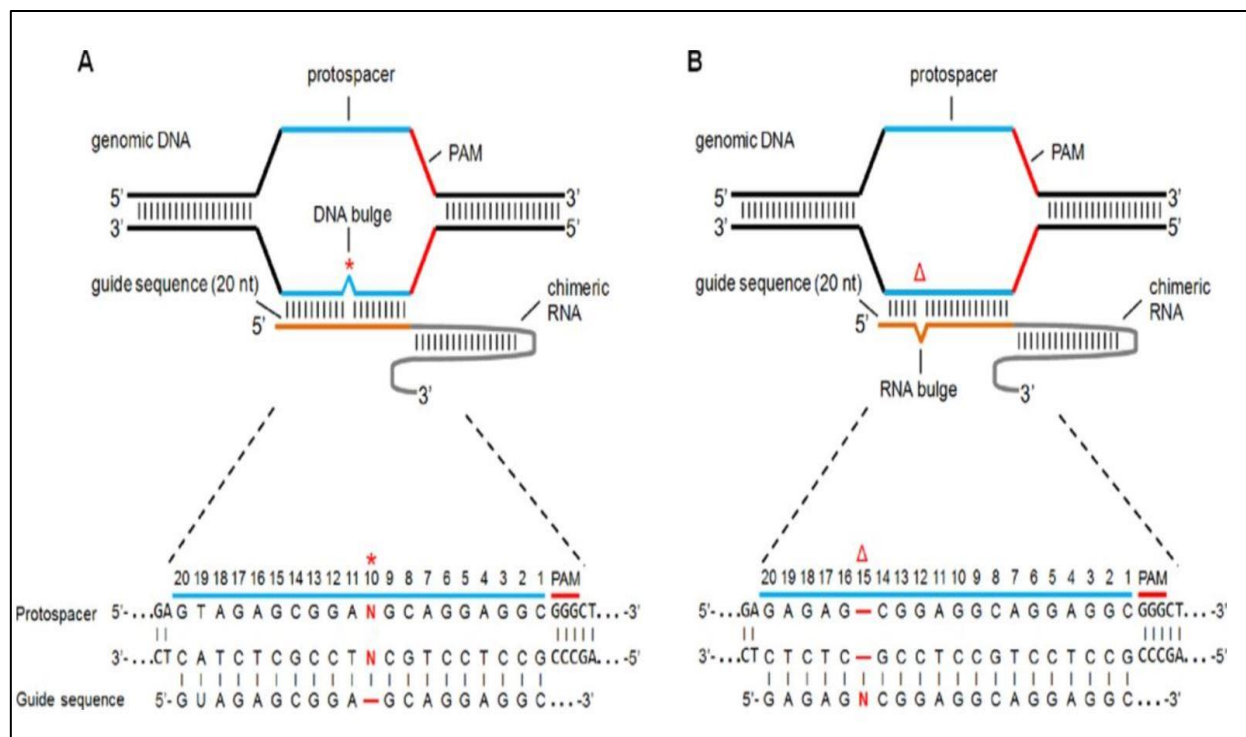 A
protospacer
genomic DNA
PAM
5’
3’
DNA bulge
3’
5’
*
guide sequence (20 nt)
chimeric
RNA
5’
3’
*
20 19 18 17 16 15 14 13 12 11 10 9 8 7 6 5 4 3 2 1 PAM
Protospacer 5’-...GA G T A G A G C G G A N G C A G G A G G C GGGCT...-3’
3’-...CT C A T C T C G C C T N C G T C C T C C G CCCGA...-5’
Guide sequence 5’- G U A G A G C G G A – G C A G G A G G C ...-3’
B
protospacer
genomic DNA
PAM
5’
3’
3’
5’
Δ
guide sequence (20 nt)
chimeric
RNA
5’
RNA bulge
3’
Δ
20 19 18 17 16 15 14 13 12 11 10 9 8 7 6 5 4 3 2 1 PAM
5’-...GA G A G A G – C G G A G G C A G G A G G C GGGCT...-3’
3’-...CT C T C T C – G C C T C C G T C C T C C G CCCGA...-5’
5’- G A G A G N C G G A G G C A G G A G G C ...-3’